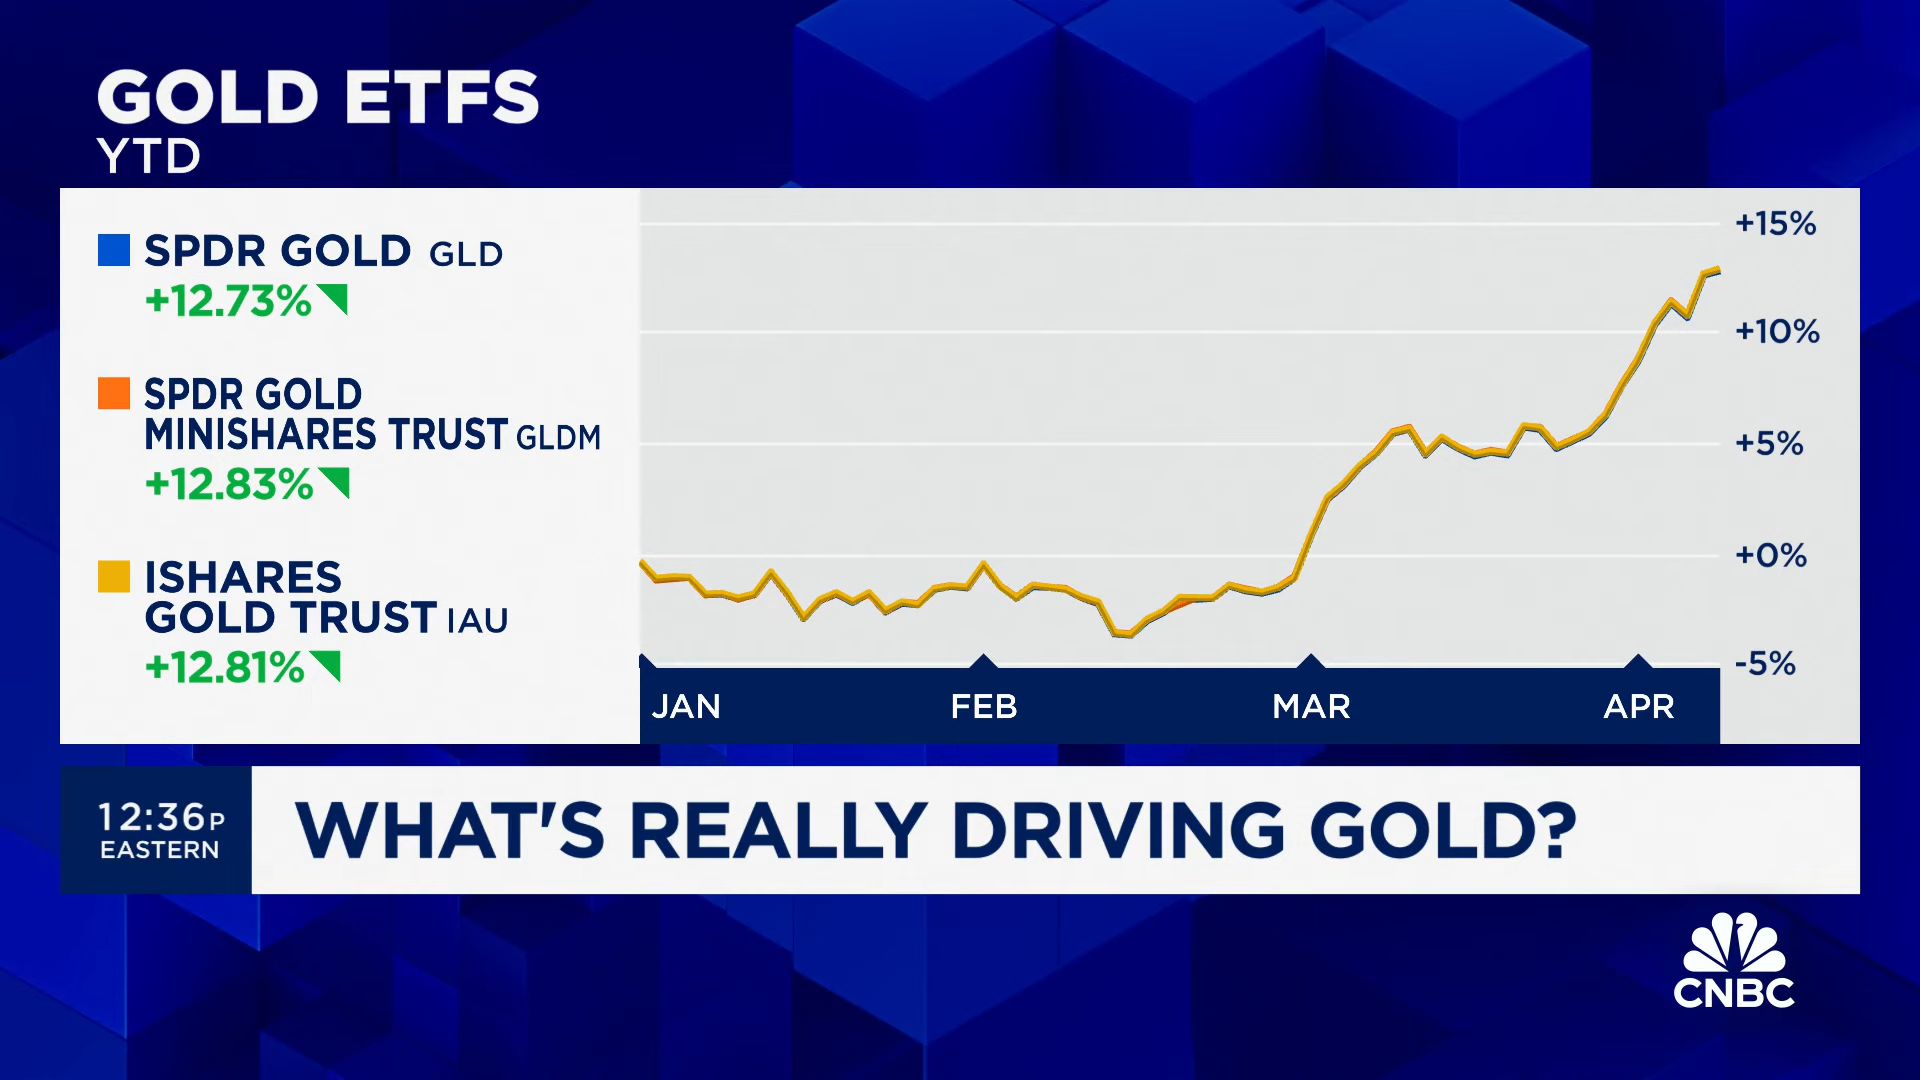 GOLD ETFS
YTD
SPDR GOLD GLD
+12.73%
SPDR GOLD
MINISHARES TRUST GLDM
+12.83%
ISHARES
GOLD TRUST IAU
+12.81%
+15%
+10%
+5%
+0%
-5%
JAN FEB MAR APR
12:36P
EASTERN
WHAT'S REALLY DRIVING GOLD?
CNBC